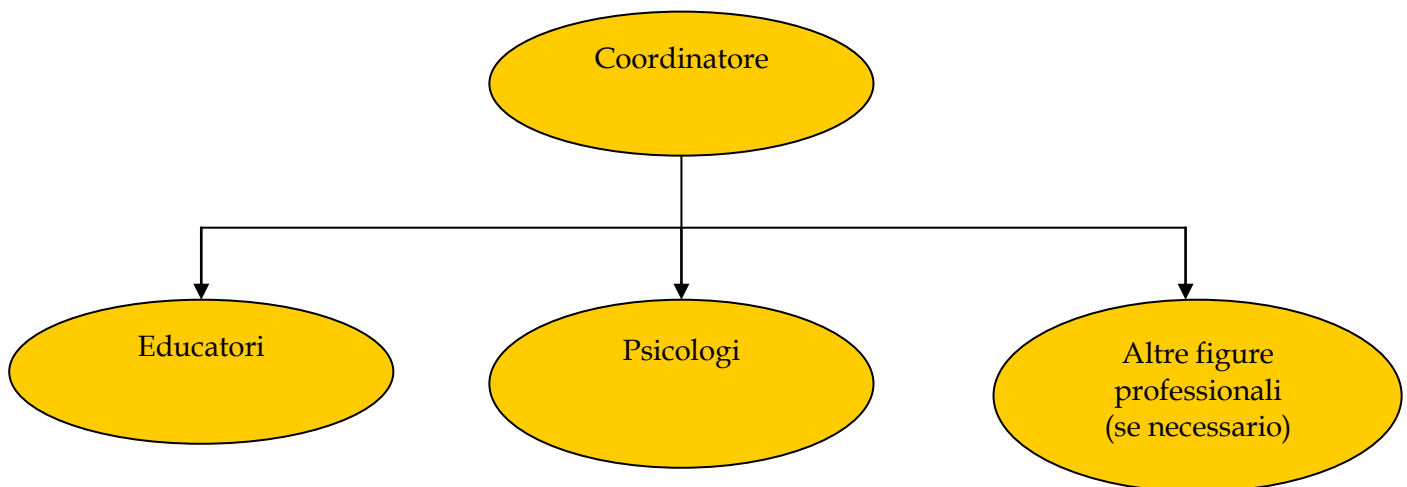 Coordinatore
Educatori
Psicologi
Altre figure
professionali
(se necessario)